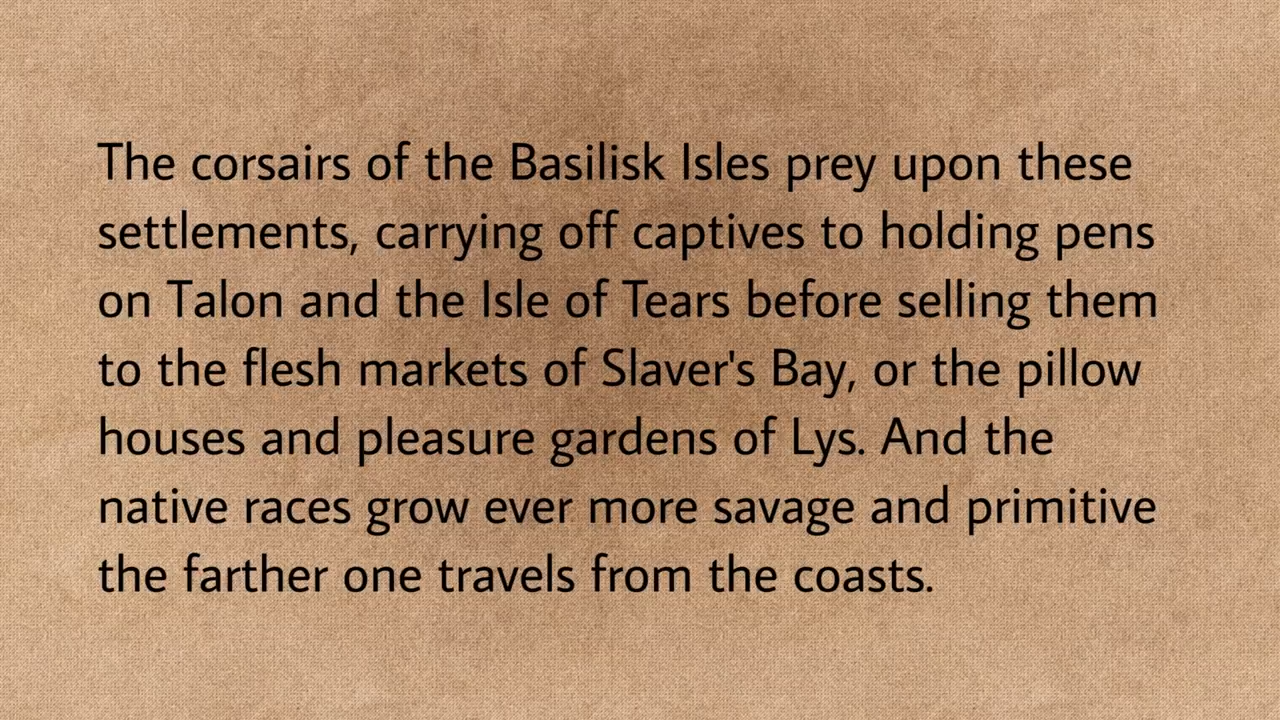 The corsairs of the Basilisk Isles prey upon these
settlements, carrying off captives to holding pens
on Talon and the Isle of Tears before selling them
to the flesh markets of Slaver's Bay, or the pillow
houses and pleasure gardens of Lys. And the
native races grow ever more savage and primitive
the farther one travels from the coasts.